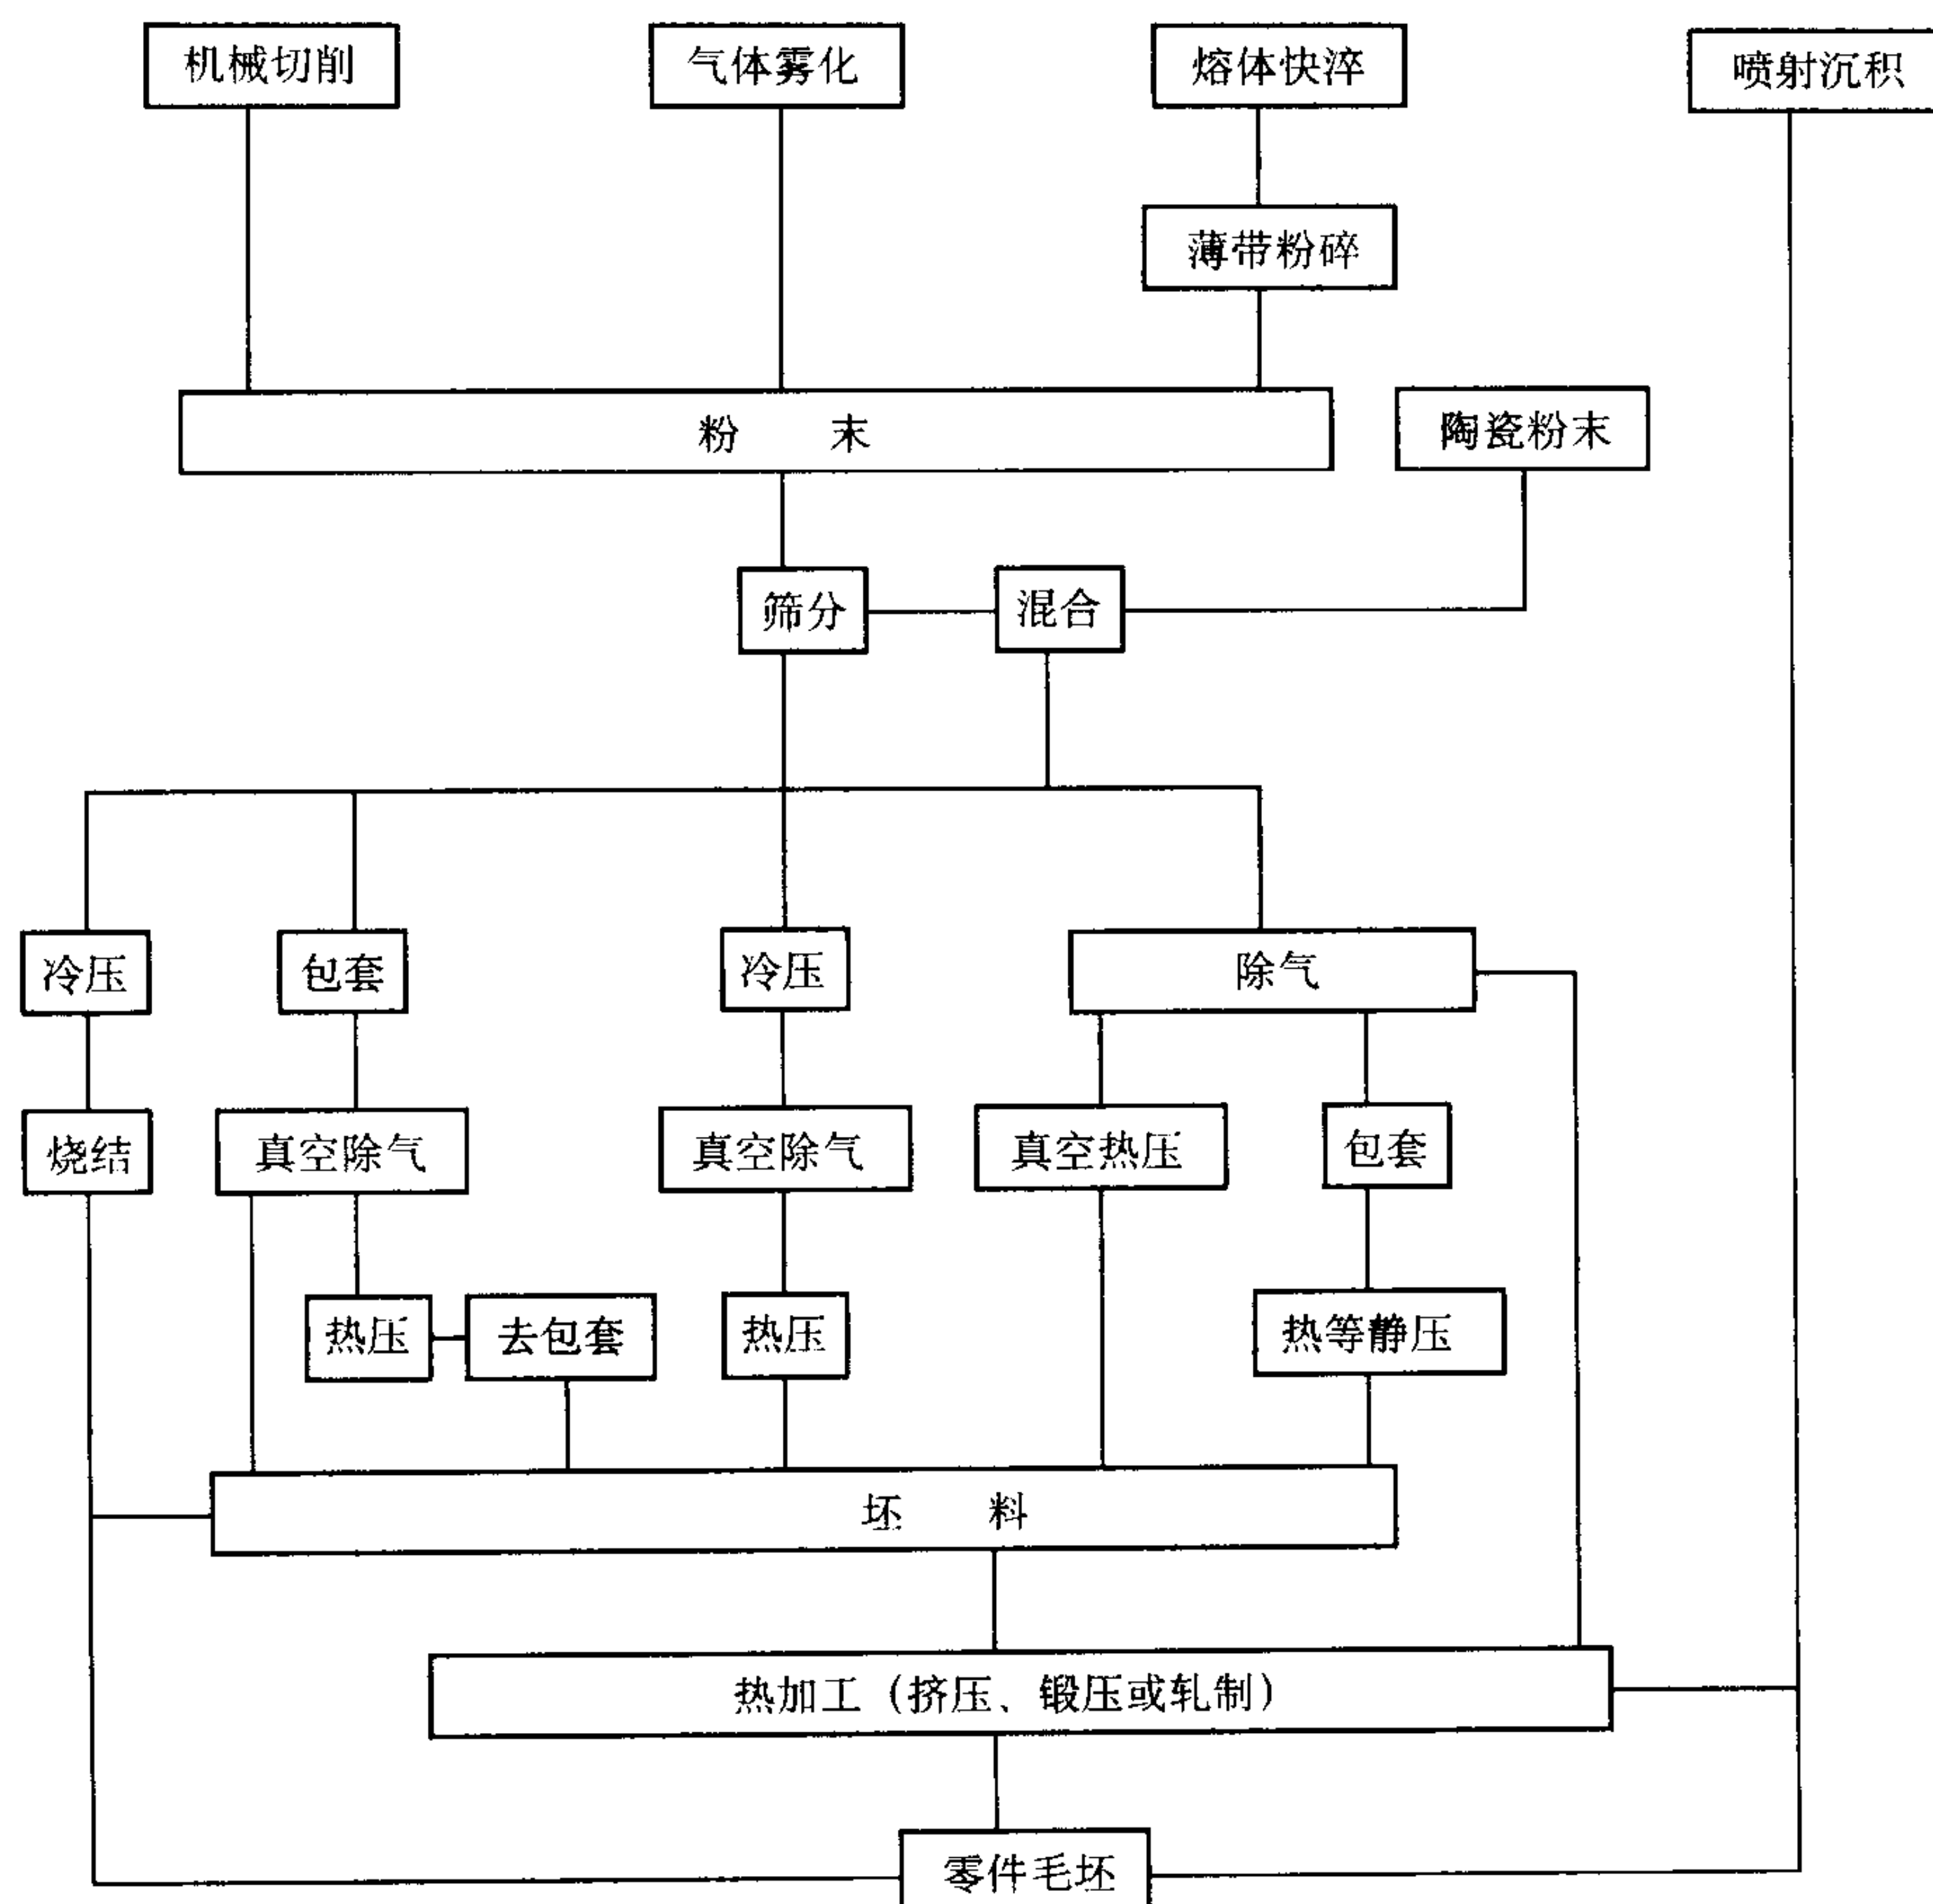 机械切削
气体雾化
熔体快淬
喷射沉积
薄带粉碎
粉 末
陶瓷粉末
筛分
混合
冷压
包套
冷压
除气
烧结
真空除气
真空除气
真空热压
包套
热压
去包套
热压
热等静压
坯 料
热加工（挤压、锻压或轧制）
零件毛坯